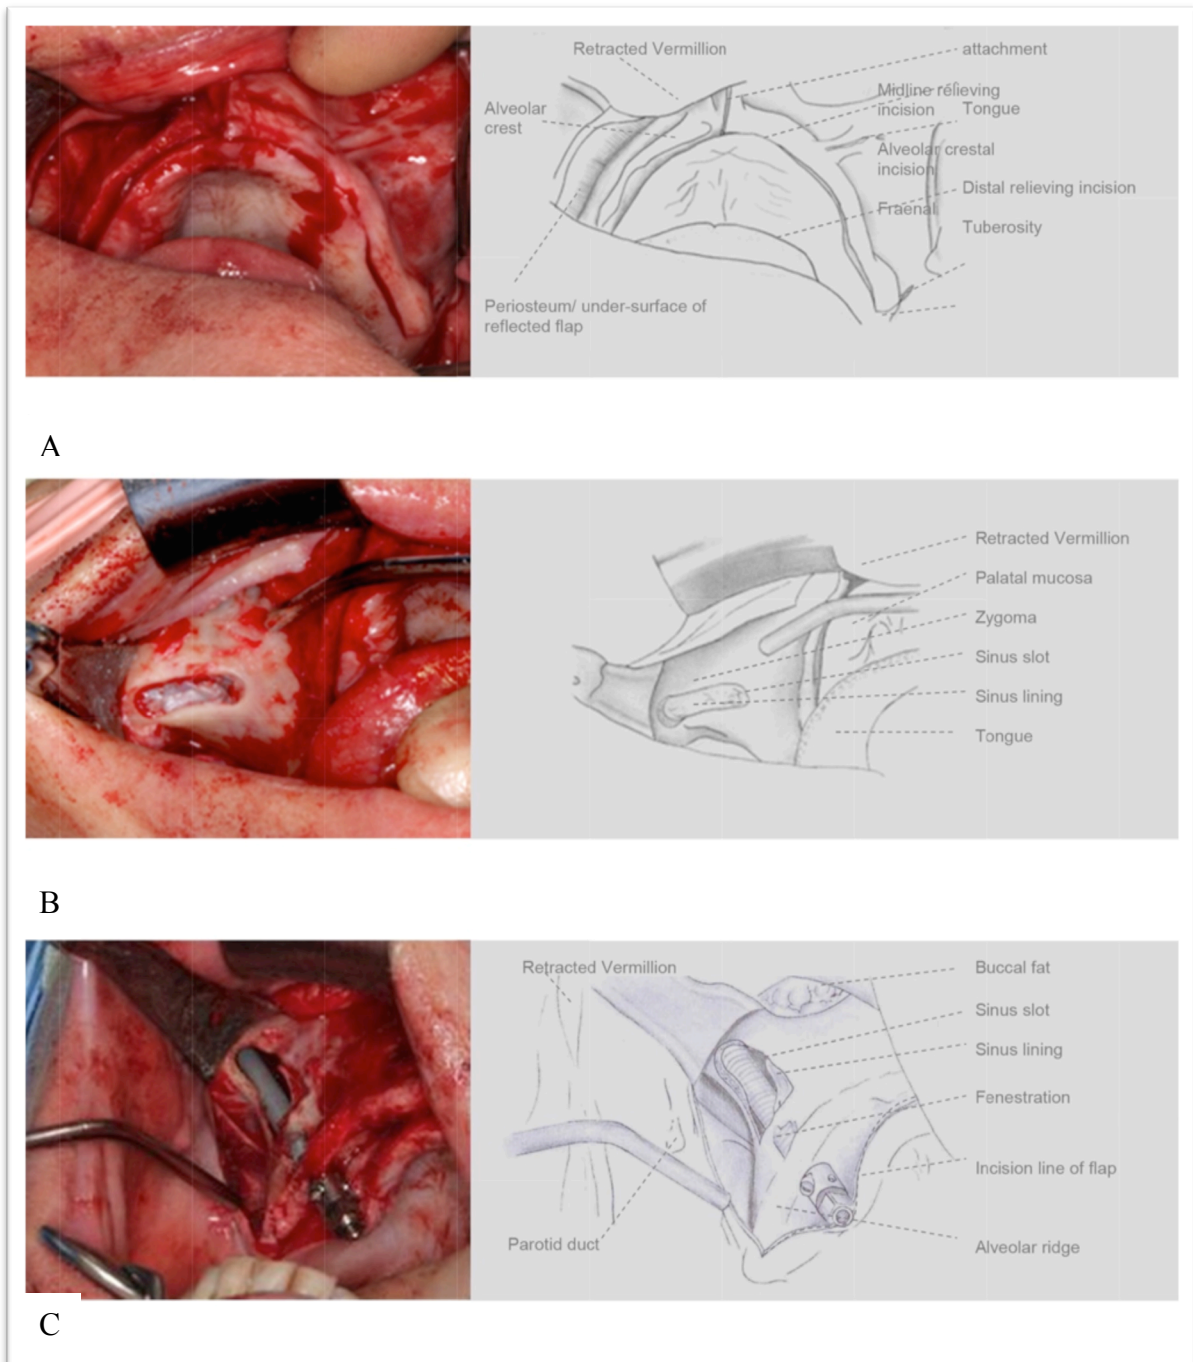 Retracted Vermillion
attachment
Alveolar
crest
Midline relieving
incision
Tongue
Alveolar crestal
incision
Distal relieving incision
Fraenal
Tuberosity
Periosteum/ under-surface of
reflected flap
A
Retracted Vermillion
Palatal mucosa
Zygoma
Sinus slot
Sinus lining
Tongue
B
Retracted Vermillion
Buccal fat
Sinus slot
Sinus lining
Fenestration
Incision line of flap
Parotid duct
Alveolar ridge
C